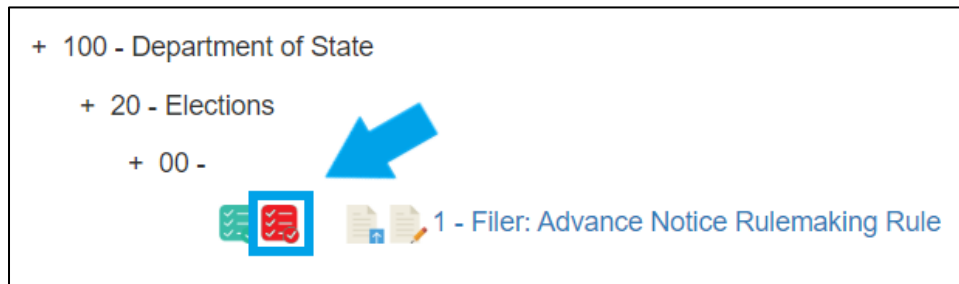 + 100 - Department of State
+ 20 - Elections
+ 00 -
1 - Filer: Advance Notice Rulemaking Rule